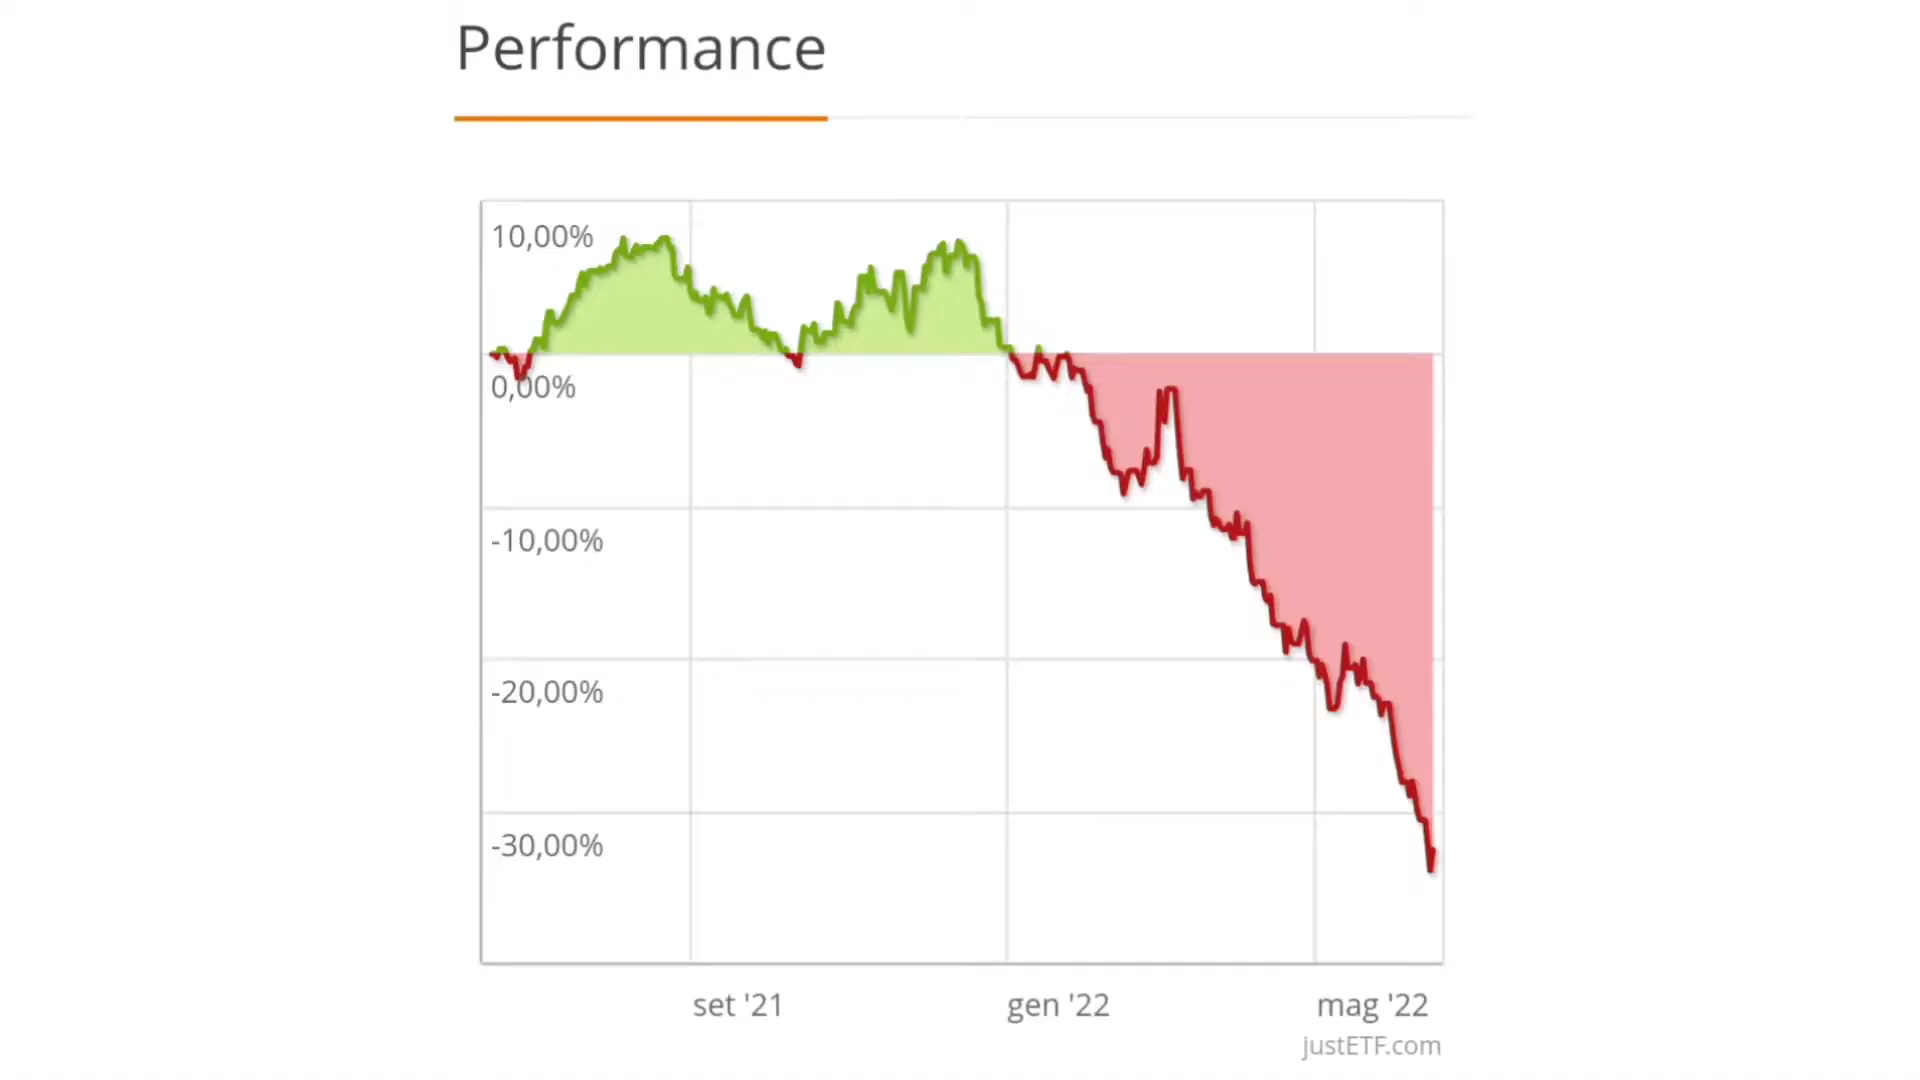 Performance
10,00%
0,00%
-10,00%
-20,00%
-30,00%
set '21 gen '22 mag '22
justETF.com